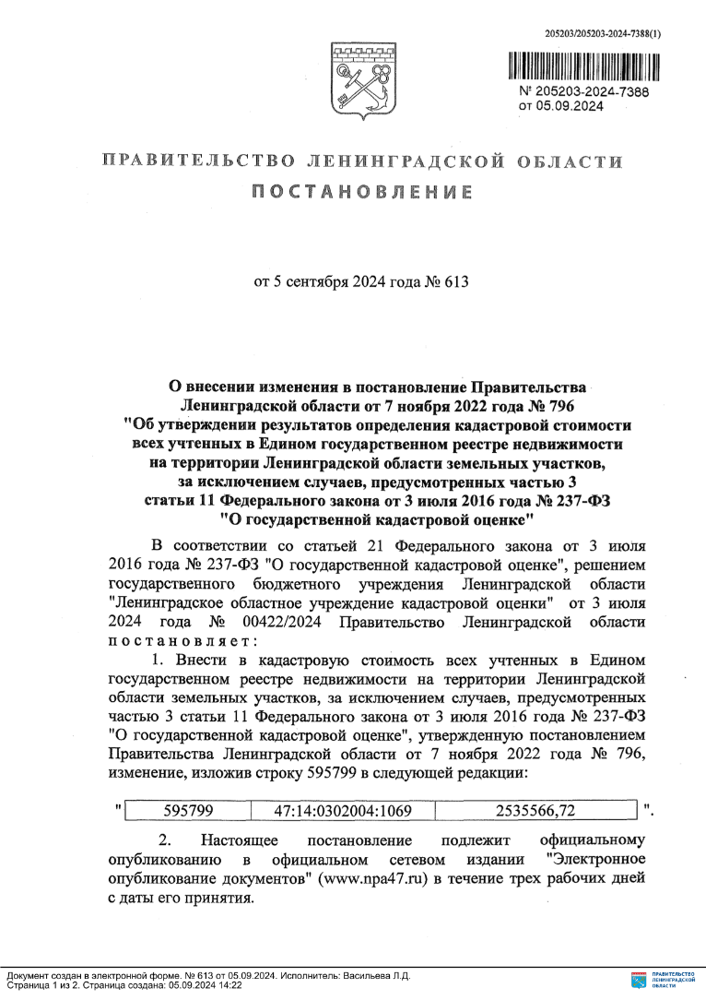 205203/205203-2024-7388(1)
№ 205203-2024-7388
от 05.09.2024
ПРАВИТЕЛЬСТВО ЛЕНИНГРАДСКОЙ ОБЛАСТИ
ПОСТАНОВЛЕНИЕ
от 5 сентября 2024 года № 613
О внесении изменения в постановление Правительства
Ленинградской области от 7 ноября 2022 года № 796
"Об утверждении результатов определения кадастровой стоимости
всех учтенных в Едином государственном реестре недвижимости
на территории Ленинградской области земельных участков,
за исключением случаев, предусмотренных частью 3
статьи 11 Федерального закона от 3 июля 2016 года № 237-ФЗ
"О государственной кадастровой оценке"
В соответствии со статьей 21 Федерального закона от 3 июля
2016 года № 237-ФЗ "О государственной кадастровой оценке", решением
государственного бюджетного учреждения Ленинградской области
"Ленинградское областное учреждение кадастровой оценки" от 3 июля
2024 года № 00422/2024 Правительство Ленинградской области
постановляет:
1. Внести в кадастровую стоимость всех учтенных в Едином
государственном реестре недвижимости на территории Ленинградской
области земельных участков, за исключением случаев, предусмотренных
частью 3 статьи 11 Федерального закона от 3 июля 2016 года № 237-ФЗ
"О государственной кадастровой оценке", утвержденную постановлением
Правительства Ленинградской области от 7 ноября 2022 года № 796,
изменение, изложив строку 595799 в следующей редакции:
" 595799 47:14:0302004:1069 2535566,72 ".
2. Настоящее постановление подлежит официальному
опубликованию в официальном сетевом издании "Электронное
опубликование документов" (www.npa47.ru) в течение трех рабочих дней
с даты его принятия.
Документ создан в электронной форме. № 613 от 05.09.2024. Исполнитель: Васильева Л.Д.
Страница 1 из 2. Страница создана: 05.09.2024 14:22
ПРАВИТЕЛЬСТВО
ЛЕНИНГРАДСКОЙ
ОБЛАСТИ